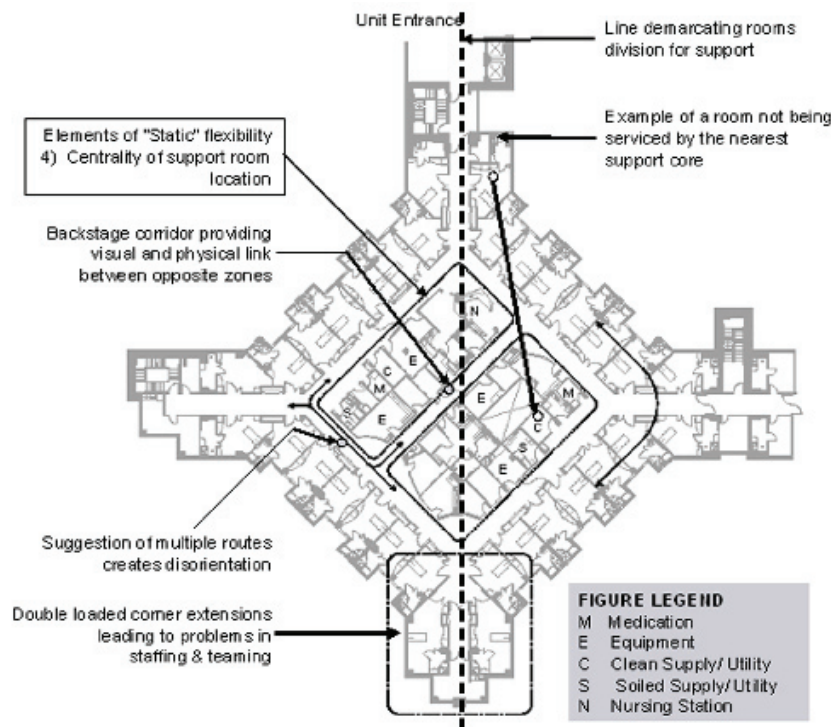 Unit Entrance
Line demarcating rooms
division for support
Elements of "Static" flexibility
4) Centrality of support room
location
Example of a room not being
serviced by the nearest
support core
Backstage corridor providing
visual and physical link
between opposite zones
N
E
C
M
E
S
E
M
C
S
E
Suggestion of multiple routes
creates disorientation
Double loaded corner extensions
leading to problems in
staffing & teaming
FIGURE LEGEND
M Medication
E Equipment
C Clean Supply/ Utility
S Soiled Supply/ Utility
N Nursing Station